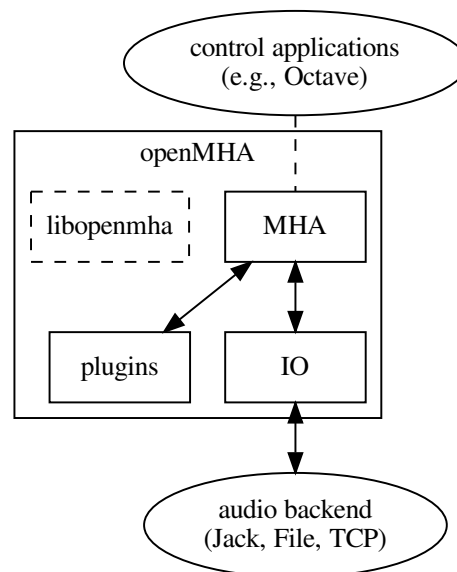 control applications
(e.g., Octave)
openMHA
libopenmha
MHA
plugins
IO
audio backend
(Jack, File, TCP)